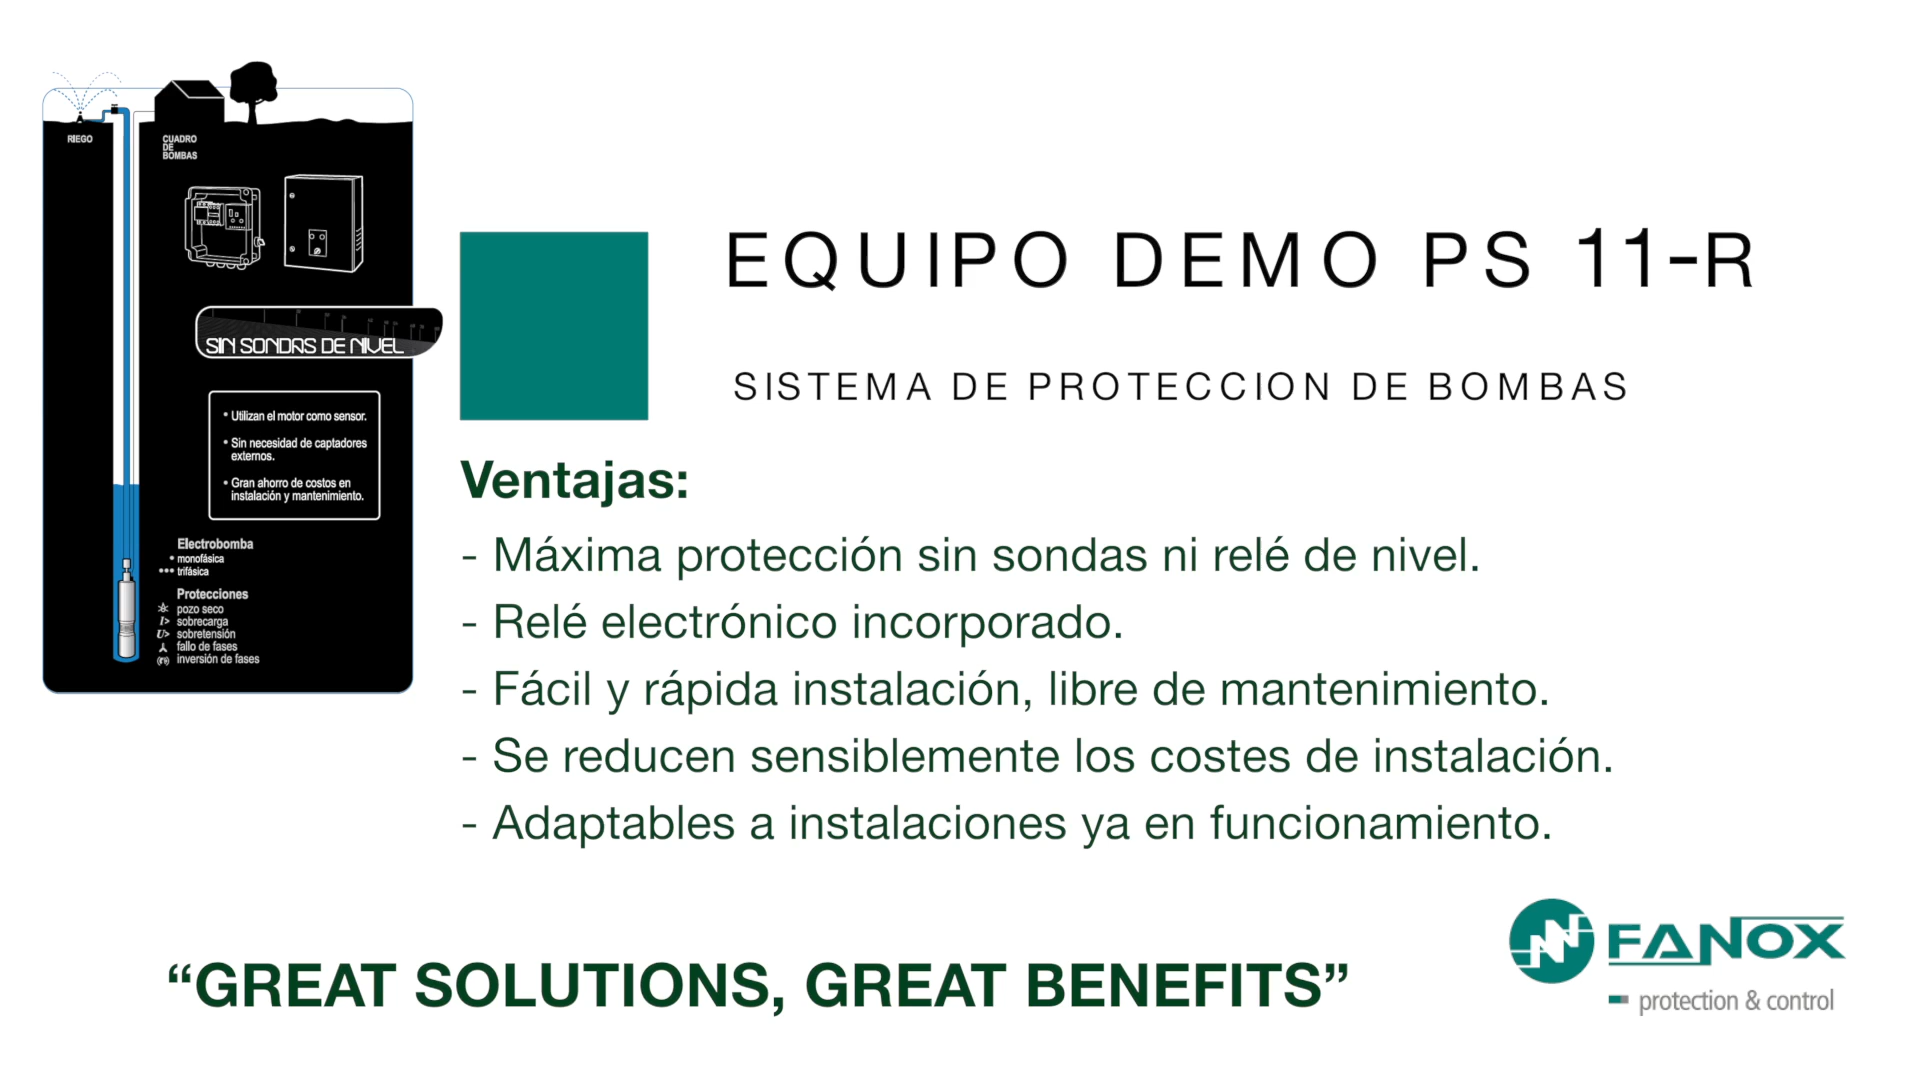 RIEGO
CUADRO
DE
BOMBAS
SIN SONDAS DE NIVEL
• Utilizan el motor como sensor.
• Sin necesidad de captadores
externos.
• Gran ahorro de costos en
instalación y mantenimiento.
Electrobomba
• monofásica
••• trifásica
Protecciones
pozo seco
I> sobrecarga
U> sobretensión
fallo de fases
inversión de fases
EQUIPO DEMO PS 11-R
SISTEMA DE PROTECCION DE BOMBAS
Ventajas:
- Máxima protección sin sondas ni relé de nivel.
- Relé electrónico incorporado.
- Fácil y rápida instalación, libre de mantenimiento.
- Se reducen sensiblemente los costes de instalación.
- Adaptables a instalaciones ya en funcionamiento.
“GREAT SOLUTIONS, GREAT BENEFITS”
FANOX
protection & control